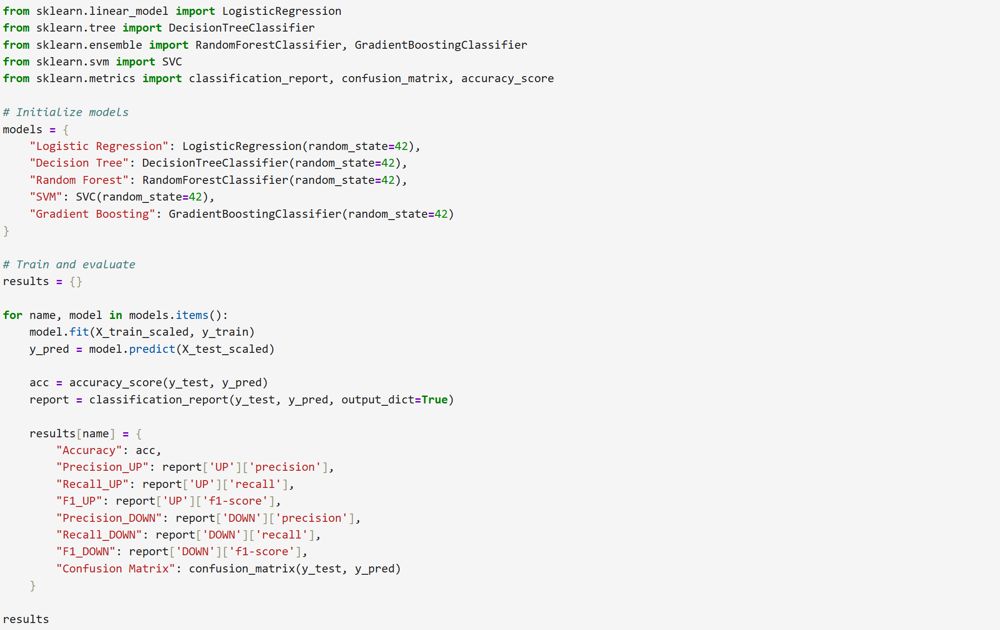 from sklearn.linear_model import LogisticRegression
from sklearn.tree import DecisionTreeClassifier
from sklearn.ensemble import RandomForestClassifier, GradientBoostingClassifier
from sklearn.svm import SVC
from sklearn.metrics import classification_report, confusion_matrix, accuracy_score

# Initialize models
models = {
    "Logistic Regression": LogisticRegression(random_state=42),
    "Decision Tree": DecisionTreeClassifier(random_state=42),
    "Random Forest": RandomForestClassifier(random_state=42),
    "SVM": SVC(random_state=42),
    "Gradient Boosting": GradientBoostingClassifier(random_state=42)
}

# Train and evaluate
results = {}

for name, model in models.items():
    model.fit(X_train_scaled, y_train)
    y_pred = model.predict(X_test_scaled)

    acc = accuracy_score(y_test, y_pred)
    report = classification_report(y_test, y_pred, output_dict=True)

    results[name] = {
        "Accuracy": acc,
        "Precision_UP": report['UP']['precision'],
        "Recall_UP": report['UP']['recall'],
        "F1_UP": report['UP']['f1-score'],
        "Precision_DOWN": report['DOWN']['precision'],
        "Recall_DOWN": report['DOWN']['recall'],
        "F1_DOWN": report['DOWN']['f1-score'],
        "Confusion Matrix": confusion_matrix(y_test, y_pred)
    }

results